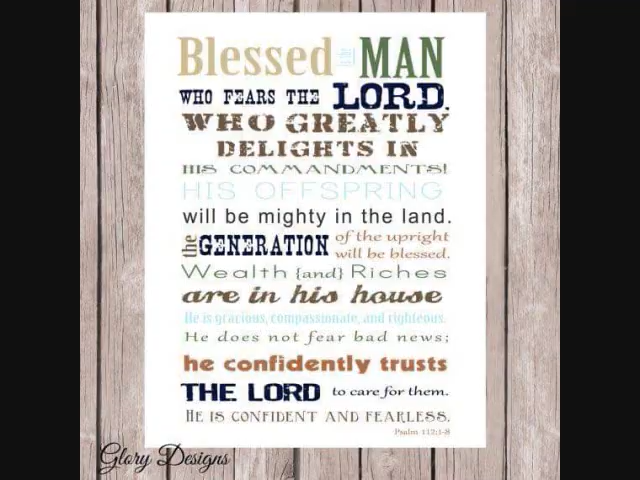 Blessed is the MAN
WHO FEARS THE LORD,
WHO GREATLY
DELIGHTS IN
HIS COMMANDMENTS!
HIS OFFSPRING
will be mighty in the land.
the GENERATION of the upright will be blessed.
Wealth {and} Riches
are in his house
He is gracious, compassionate, and righteous.
He does not fear bad news;
he confidently trusts
THE LORD to care for them.
HE IS CONFIDENT AND FEARLESS.
Psalm 112:1-8
Glory Designs